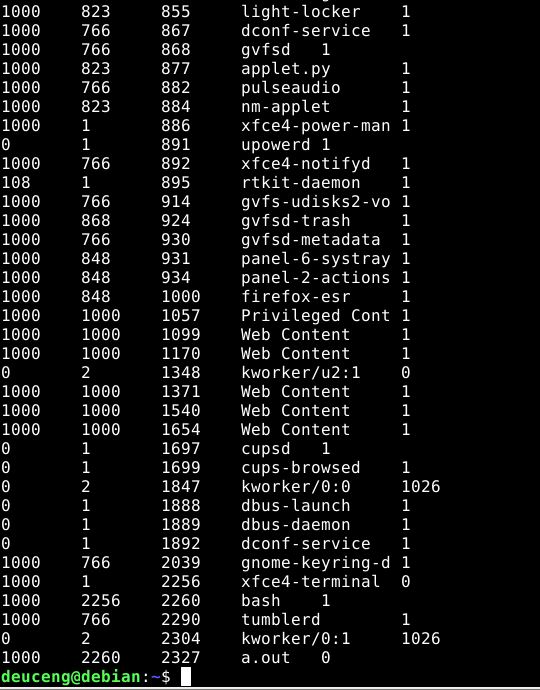 1000 823 855 light-locker 1
1000 766 867 dconf-service 1
1000 766 868 gvfsd 1
1000 823 877 applet.py 1
1000 766 882 pulseaudio 1
1000 823 884 nm-applet 1
1000 1 886 xfce4-power-man 1
0 1 891 upowerd 1
1000 766 892 xfce4-notifyd 1
108 1 895 rtkit-daemon 1
1000 766 914 gvfs-udisks2-vo 1
1000 868 924 gvfsd-trash 1
1000 766 930 gvfsd-metadata 1
1000 848 931 panel-6-systray 1
1000 848 934 panel-2-actions 1
1000 848 1000 firefox-esr 1
1000 1000 1057 Privileged Cont 1
1000 1000 1099 Web Content 1
1000 1000 1170 Web Content 1
0 2 1348 kworker/u2:1 0
1000 1000 1371 Web Content 1
1000 1000 1540 Web Content 1
1000 1000 1654 Web Content 1
0 1 1697 cupsd 1
0 1 1699 cups-browsed 1
0 2 1847 kworker/0:0 1026
0 1 1888 dbus-launch 1
0 1 1889 dbus-daemon 1
0 1 1892 dconf-service 1
1000 766 2039 gnome-keyring-d 1
1000 1 2256 xfce4-terminal 0
1000 2256 2260 bash 1
1000 766 2290 tumblerd 1
0 2 2304 kworker/0:1 1026
1000 2260 2327 a.out 0
deuceng@debian:~$